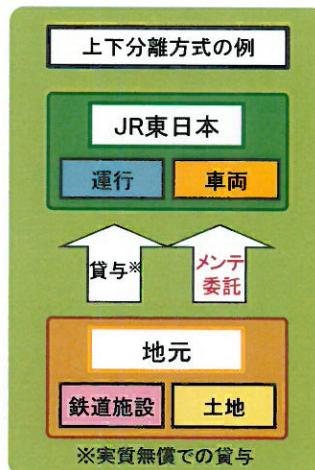 上下分離方式の例
JR東日本
運行
車両
貸与※
メンテ
委託
地元
鉄道施設
土地
※実質無償での貸与